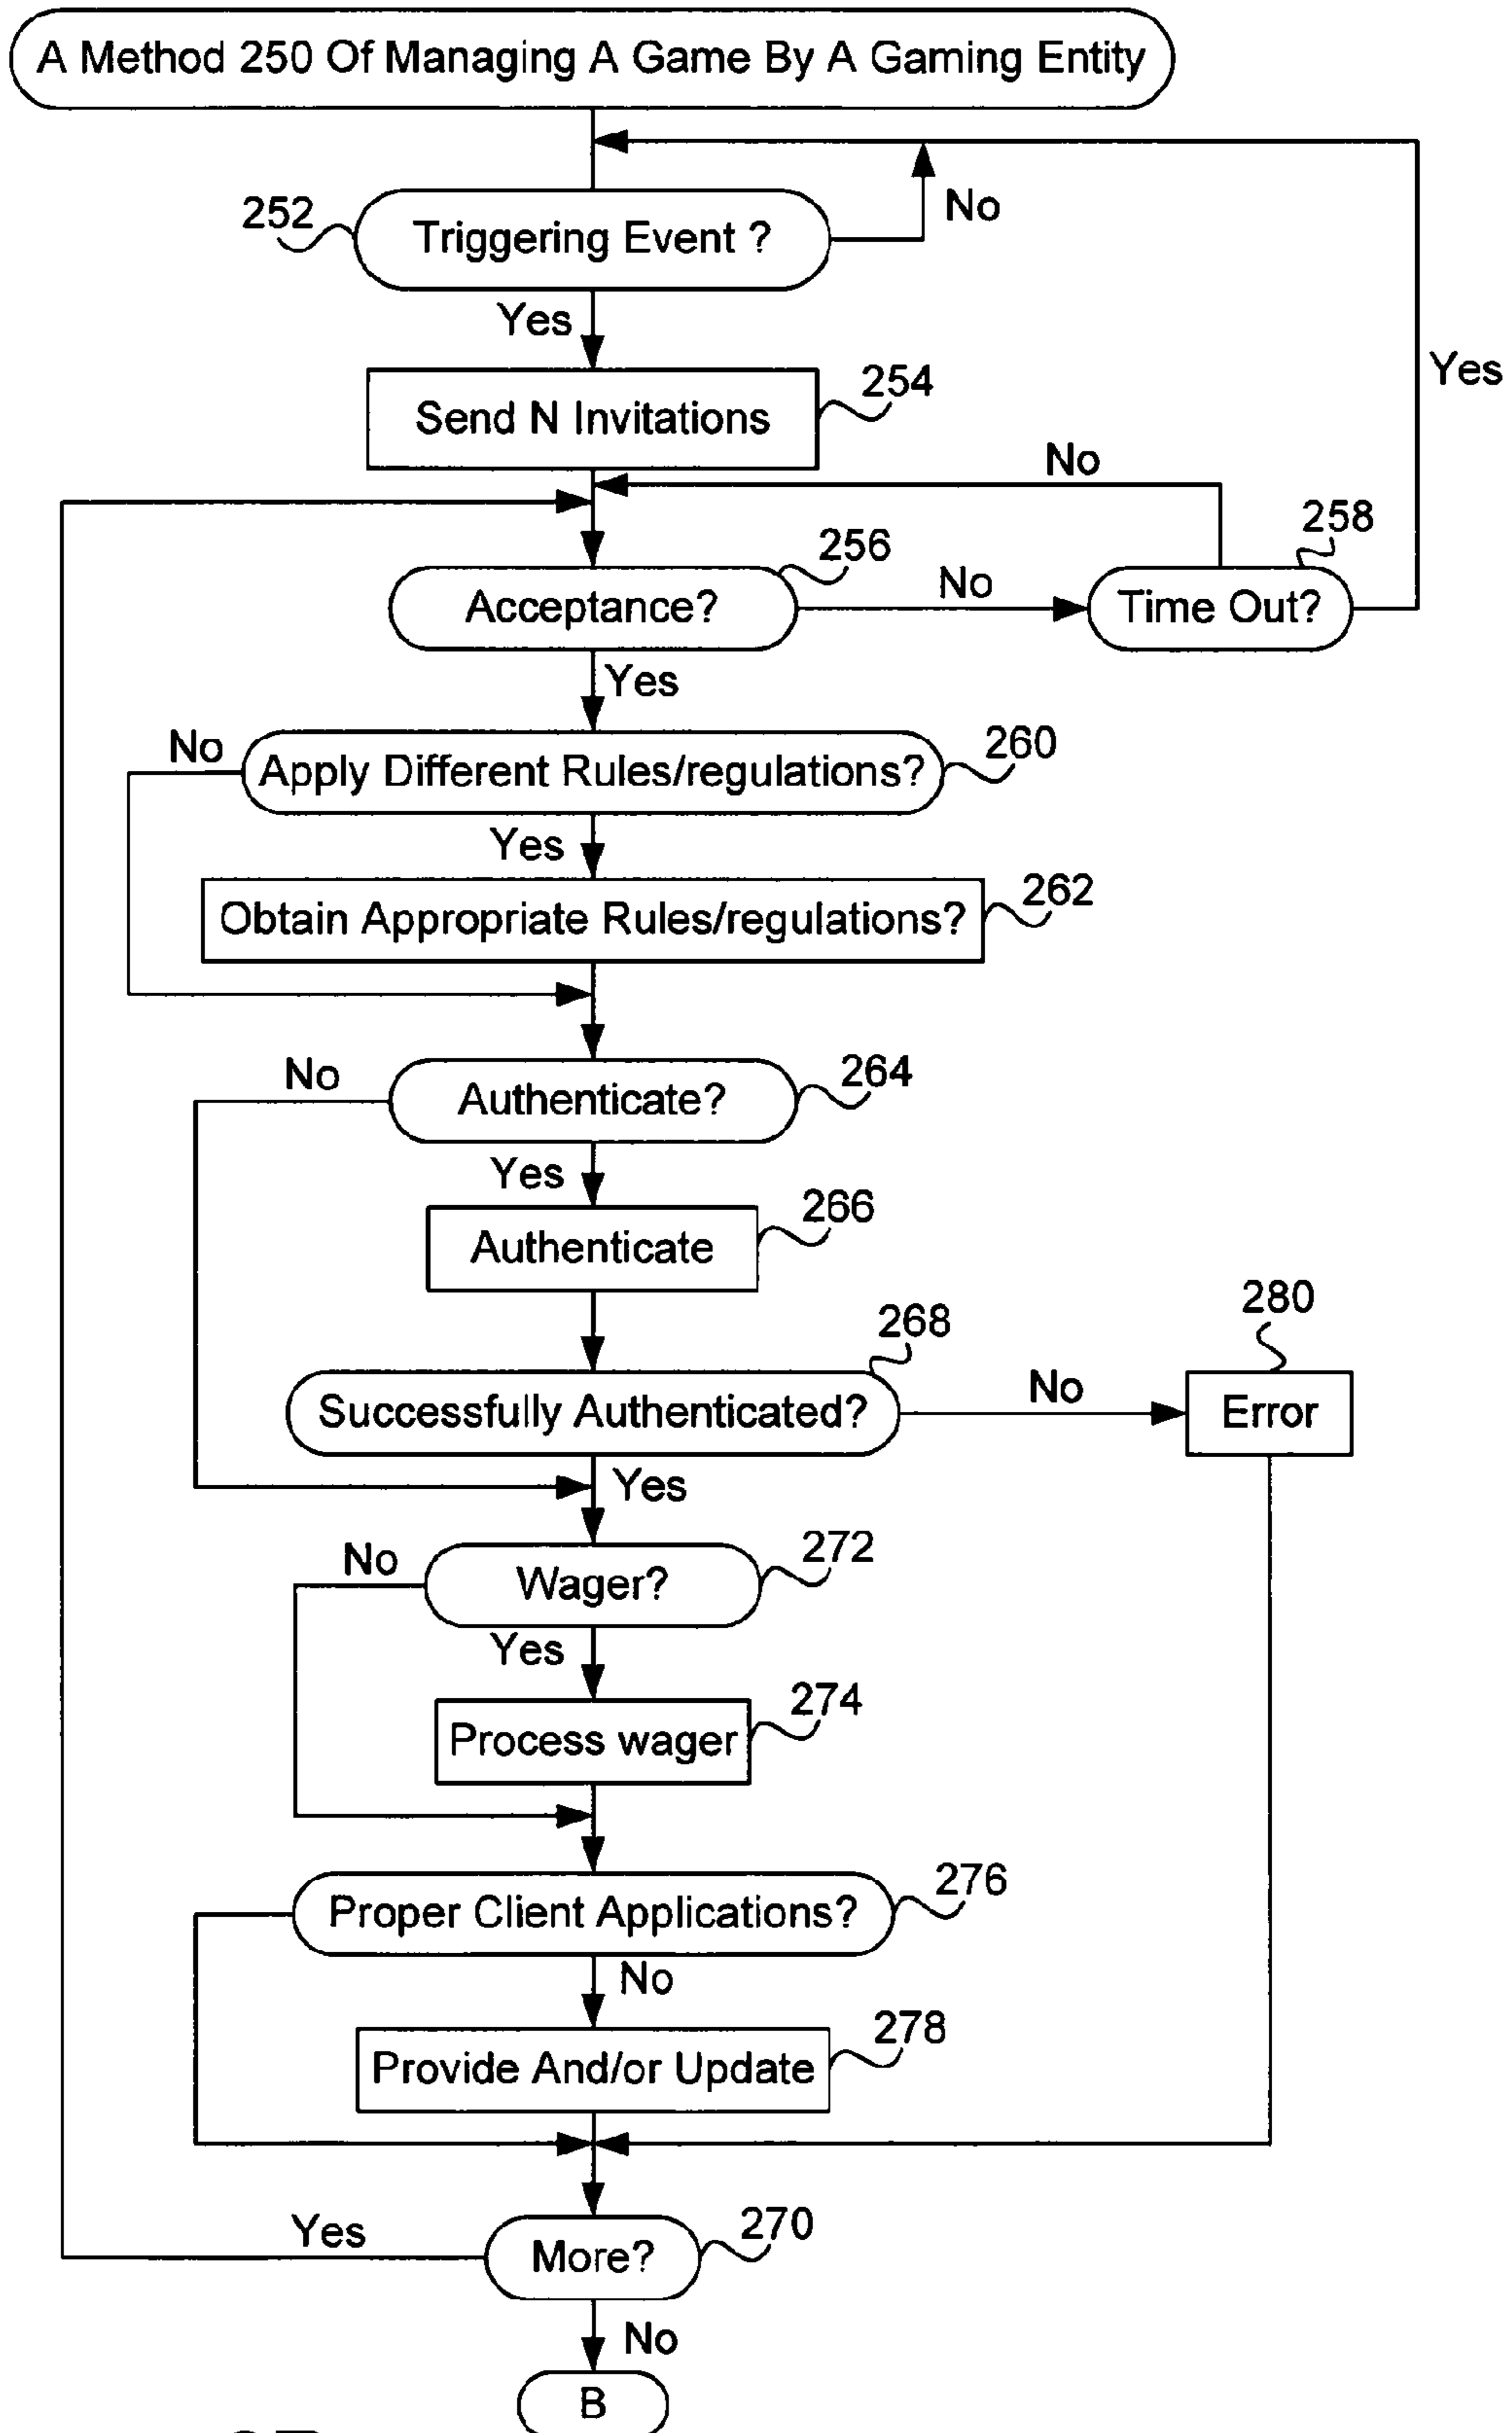 A Method 250 Of Managing A Game By A Gaming Entity
252
Triggering Event ?
No
Yes
Send N Invitations
254
Yes
No
256
258
Acceptance?
No
Time Out?
Yes
No
Apply Different Rules/regulations?
260
Yes
Obtain Appropriate Rules/regulations?
262
No
Authenticate?
264
Yes
Authenticate
266
268
280
Successfully Authenticated?
No
Error
Yes
No
Wager?
272
Yes
Process wager
274
Proper Client Applications?
276
No
Provide And/or Update
278
Yes
More?
270
No
B